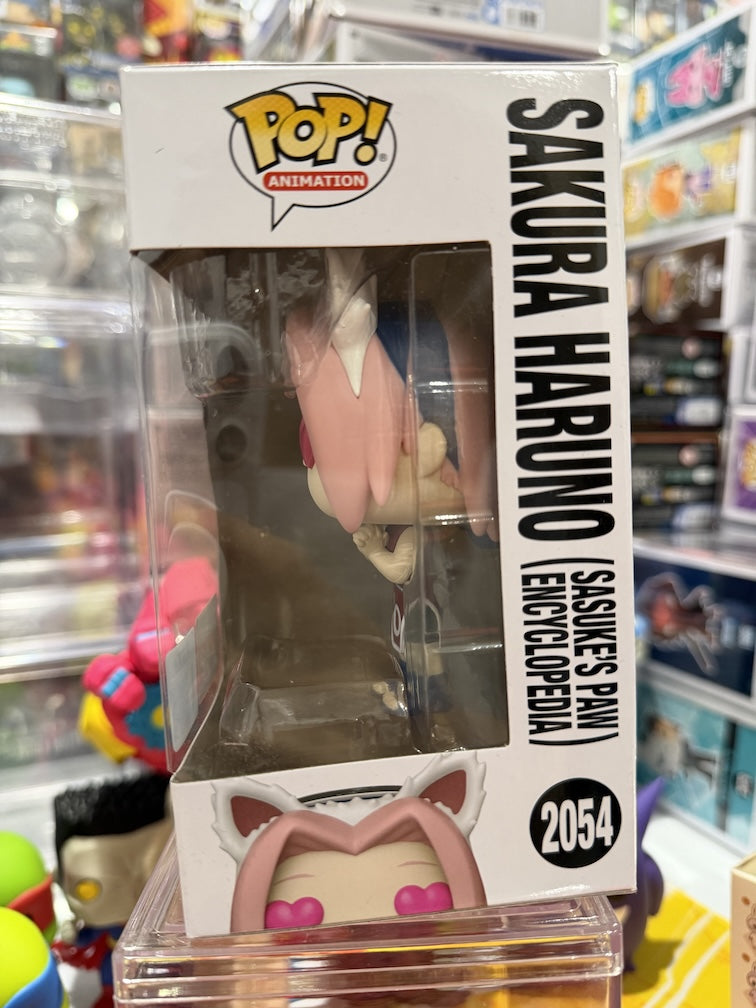 POP!
ANIMATION
SAKURA HARUNO
(SASUKE'S PAW
ENCYCLOPEDIA)
2054